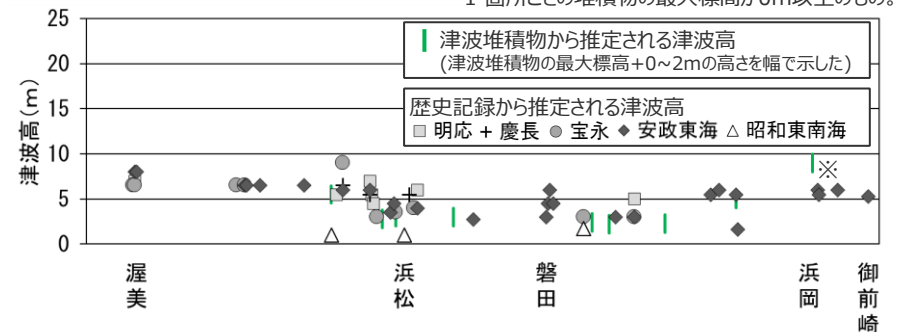 1 箇所ごとの堆積物の最大標高が0m以上のもの。
25
20
15
10
5
0
津波高(m)
津波堆積物から推定される津波高
(津波堆積物の最大標高+0~2mの高さを幅で示した)
歴史記録から推定される津波高
明応 慶長 宝永 安政東海 昭和東南海
※
渥美
浜松
磐田
浜岡
御前崎